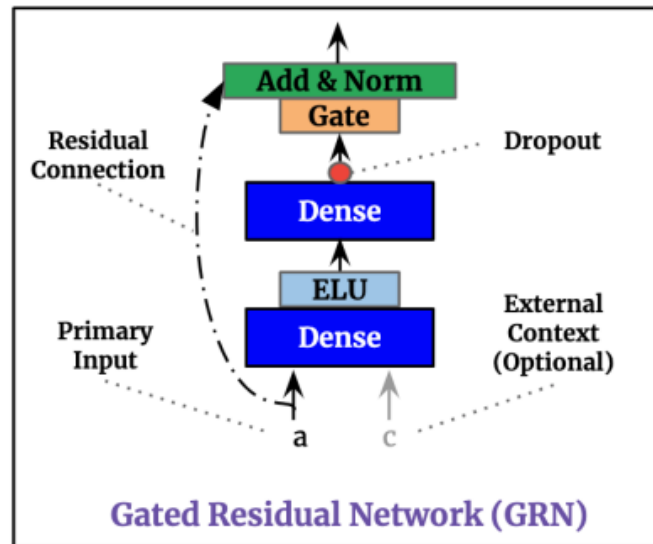 Add & Norm
Gate
Residual
Connection
Dropout
Dense
ELU
Dense
Primary
Input
External
Context
(Optional)
a
c
Gated Residual Network (GRN)